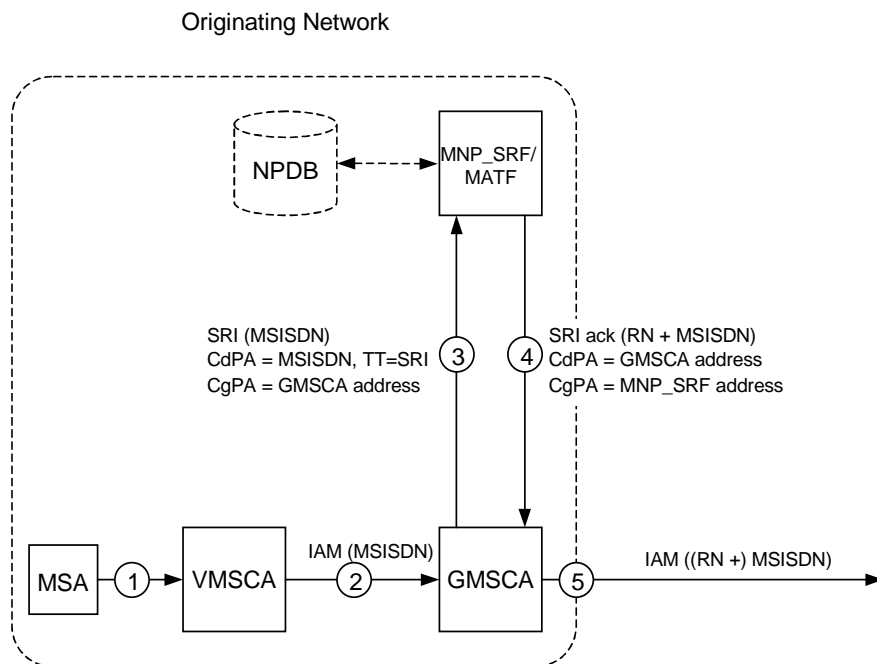 Originating Network
NPDB
MNP_SRF/
MATF
SRI (MSISDN)
CdPA = MSISDN, TT=SRI
CgPA = GMSCA address
3
4
SRI ack (RN + MSISDN)
CdPA = GMSCA address
CgPA = MNP_SRF address
MSA
1
VMSCA
IAM (MSISDN)
2
GMSCA
5
IAM ((RN +) MSISDN)